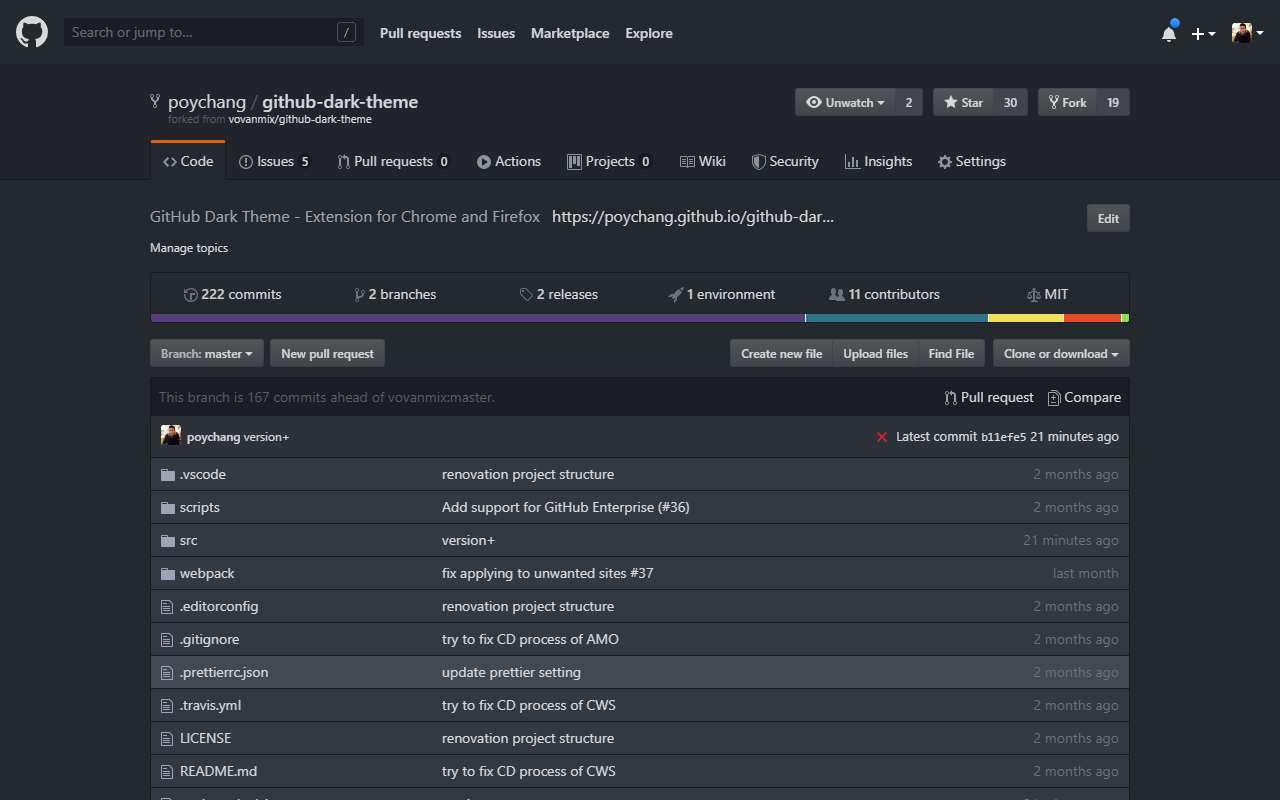 Search or jump to... /
Pull requests Issues Marketplace Explore
poychang / github-dark-theme
forked from vovanmix/github-dark-theme
Unwatch 2 Star 30 Fork 19
Code Issues 5 Pull requests 0 Actions Projects 0 Wiki Security Insights Settings
GitHub Dark Theme - Extension for Chrome and Firefox https://poychang.github.io/github-dar... Edit
Manage topics
222 commits 2 branches 2 releases 1 environment 11 contributors MIT
Branch: master New pull request Create new file Upload files Find File Clone or download
This branch is 167 commits ahead of vovanmix:master. Pull request Compare
poychang version+ Latest commit b11efe5 21 minutes ago
.vscode renovation project structure 2 months ago
scripts Add support for GitHub Enterprise (#36) 2 months ago
src version+ 21 minutes ago
webpack fix applying to unwanted sites #37 last month
.editorconfig renovation project structure 2 months ago
.gitignore try to fix CD process of AMO 2 months ago
.prettierrc.json update prettier setting 2 months ago
.travis.yml try to fix CD process of CWS 2 months ago
LICENSE renovation project structure 2 months ago
README.md try to fix CD process of CWS 2 months ago